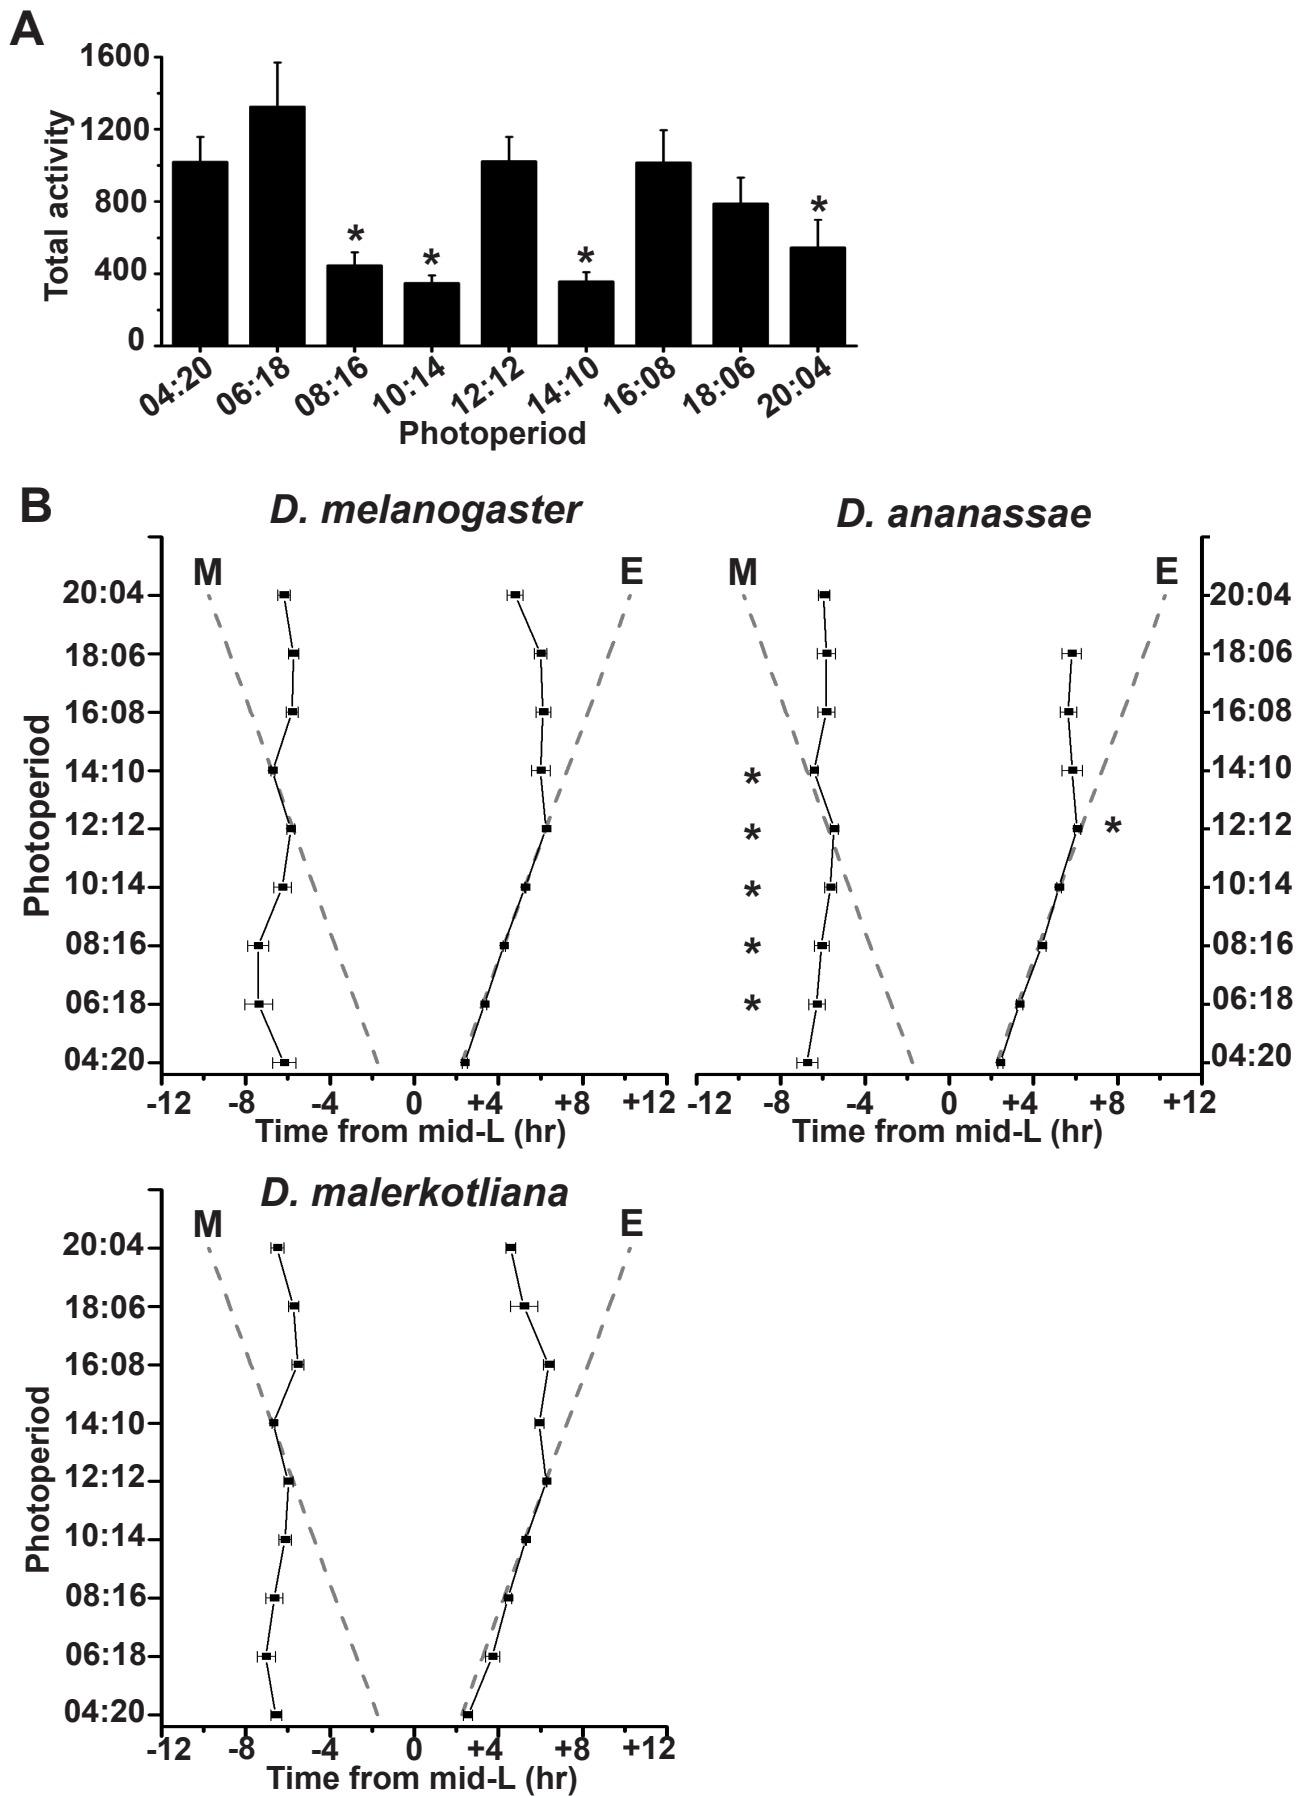 A
1600
1200
800
400
0
Total activity
*
*
*
*
04:20 06:18 08:16 10:14 12:12 14:10 16:08 18:06 20:04
Photoperiod
B
D. melanogaster
D. ananassae
M E
M E
20:04
18:06
16:08
14:10
12:12
10:14
08:16
06:18
04:20
Photoperiod
-12 -8 -4 0 +4 +8 +12
Time from mid-L (hr)
*
*
*
*
*
*
20:04
18:06
16:08
14:10
12:12
10:14
08:16
06:18
04:20
-12 -8 -4 0 +4 +8 +12
Time from mid-L (hr)
D. malerkotliana
M E
20:04
18:06
16:08
14:10
12:12
10:14
08:16
06:18
04:20
Photoperiod
-12 -8 -4 0 +4 +8 +12
Time from mid-L (hr)